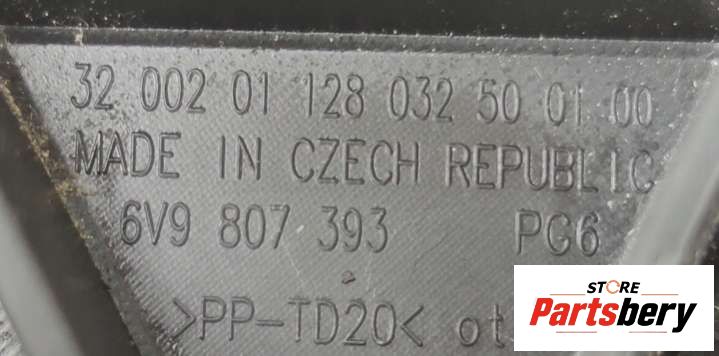 32 002 01 128 032 50 01 00
MADE IN CZECH REPUBLIC
6V9 807 393 PG6
>PP-TD20< ot
STORE
Partsbery